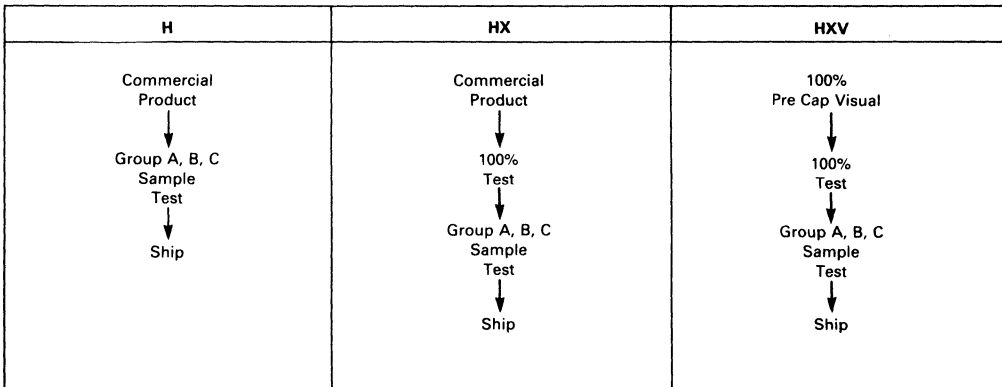 H
HX
HXV
Commercial
Product
Group A, B, C
Sample
Test
Ship
Commercial
Product
100%
Test
Group A, B, C
Sample
Test
Ship
100%
Pre Cap Visual
100%
Test
Group A, B, C
Sample
Test
Ship